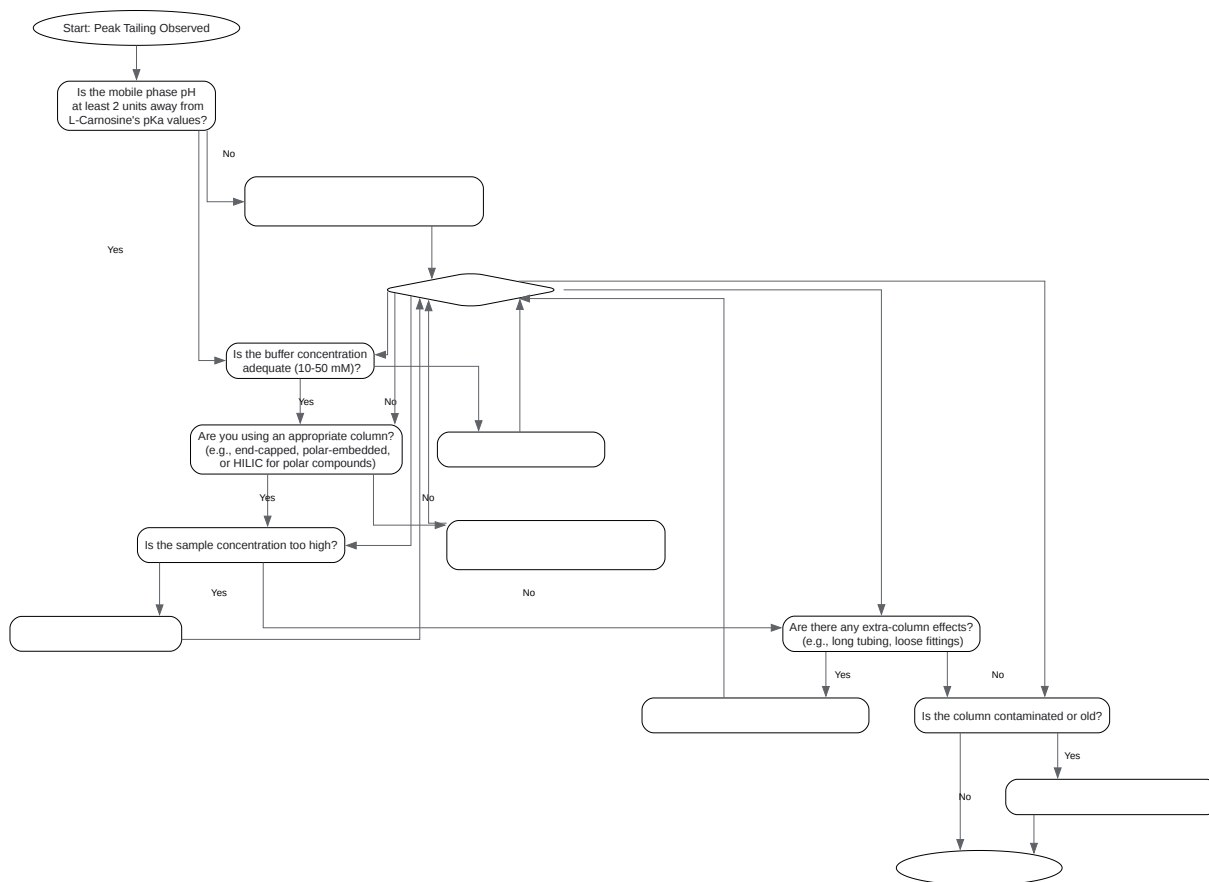 Start: Peak Tailing Observed
Is the mobile phase pH
at least 2 units away from
L-Carnosine's pKa values?
No
Yes
Is the buffer concentration
adequate (10-50 mM)?
Yes
No
Are you using an appropriate column?
(e.g., end-capped, polar-embedded,
or HILIC for polar compounds)
Yes
No
Is the sample concentration too high?
Yes
No
Are there any extra-column effects?
(e.g., long tubing, loose fittings)
Yes
No
Is the column contaminated or old?
Yes
No